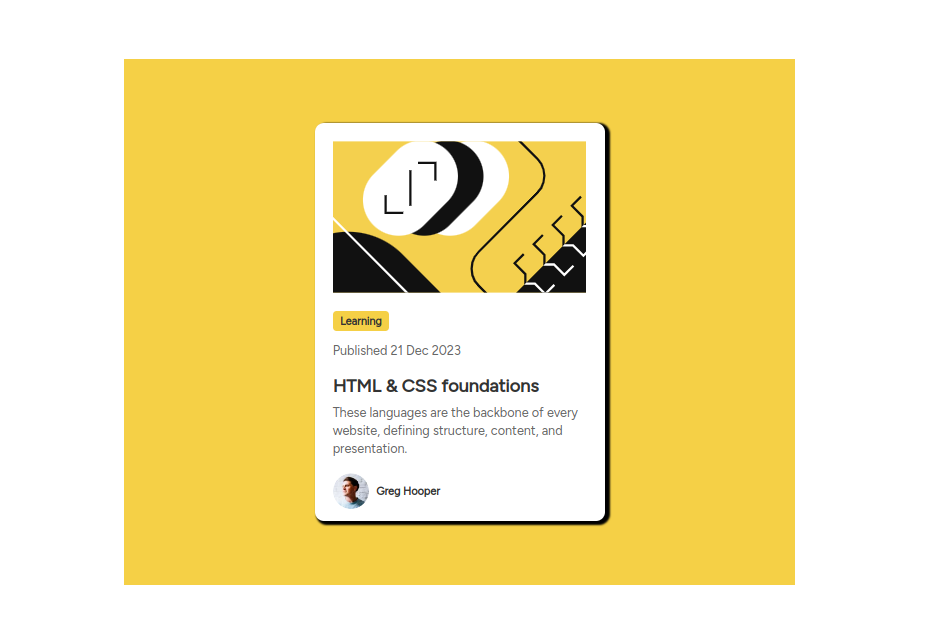 Learning
Published 21 Dec 2023
HTML & CSS foundations
These languages are the backbone of every
website, defining structure, content, and
presentation.
Greg Hooper